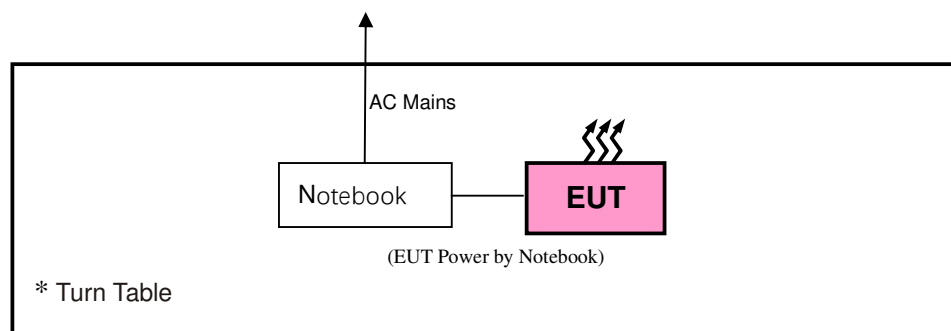 AC Mains
Notebook
EUT
(EUT Power by Notebook)
* Turn Table